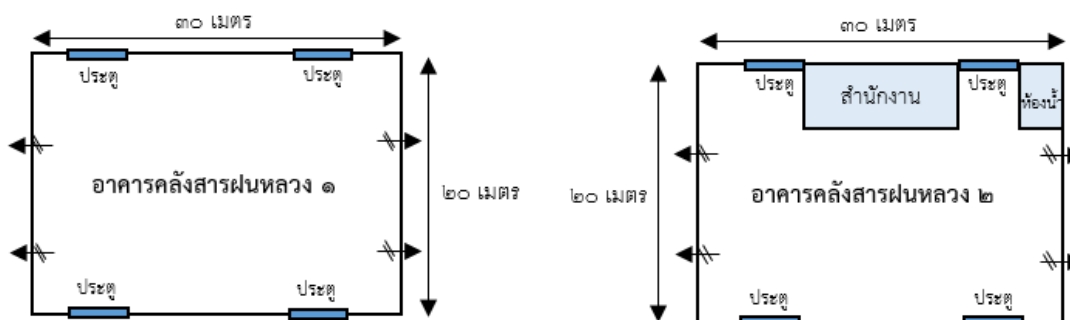 ๓๐ เมตร
ประตู ประตู
อาคารคลังสารฝนหลวง ๑
๒๐ เมตร
ประตู ประตู
๓๐ เมตร
ประตู สำนักงาน ประตู ห้องน้ำ
๒๐ เมตร
อาคารคลังสารฝนหลวง ๒
ประตู ประตู